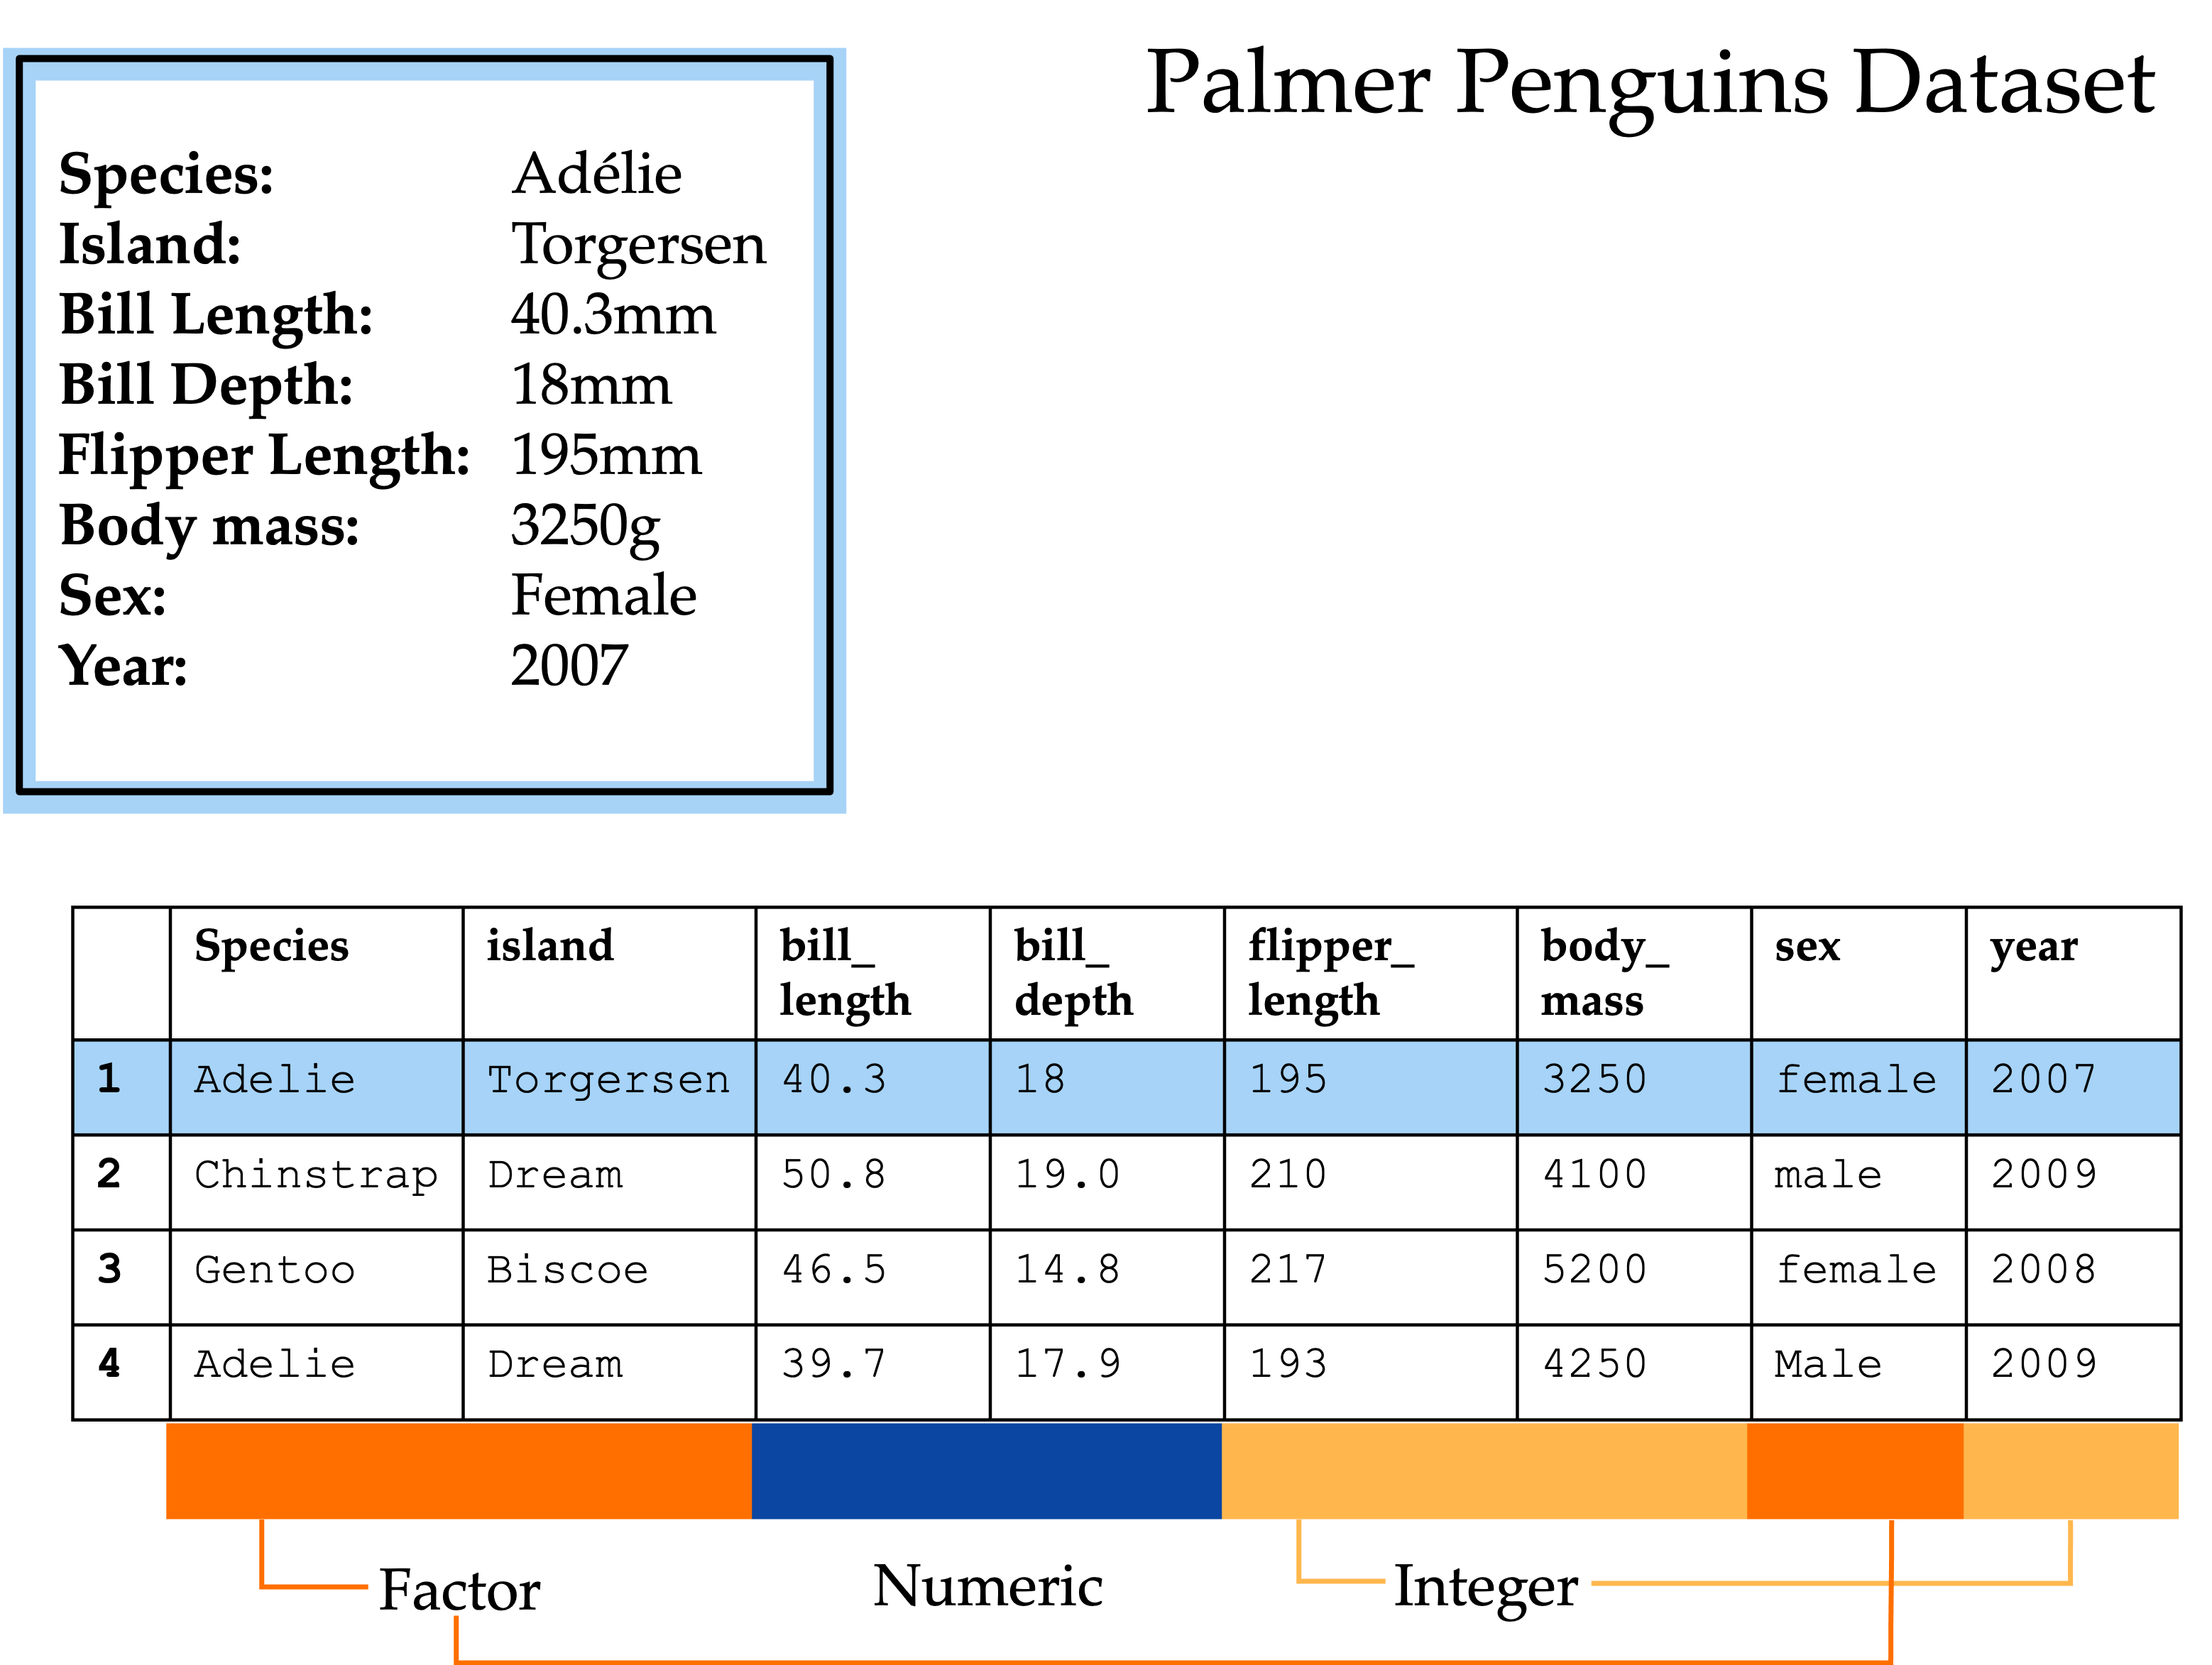 Palmer Penguins Dataset
Species: Adélie
Island: Torgersen
Bill Length: 40.3mm
Bill Depth: 18mm
Flipper Length: 195mm
Body mass: 3250g
Sex: Female
Year: 2007
Species island bill_ bill_ flipper_ body_ sex year
length depth length mass
1 Adelie Torgersen 40.3 18 195 3250 female 2007
2 Chinstrap Dream 50.8 19.0 210 4100 male 2009
3 Gentoo Biscoe 46.5 14.8 217 5200 female 2008
4 Adelie Dream 39.7 17.9 193 4250 Male 2009
Factor Numeric Integer